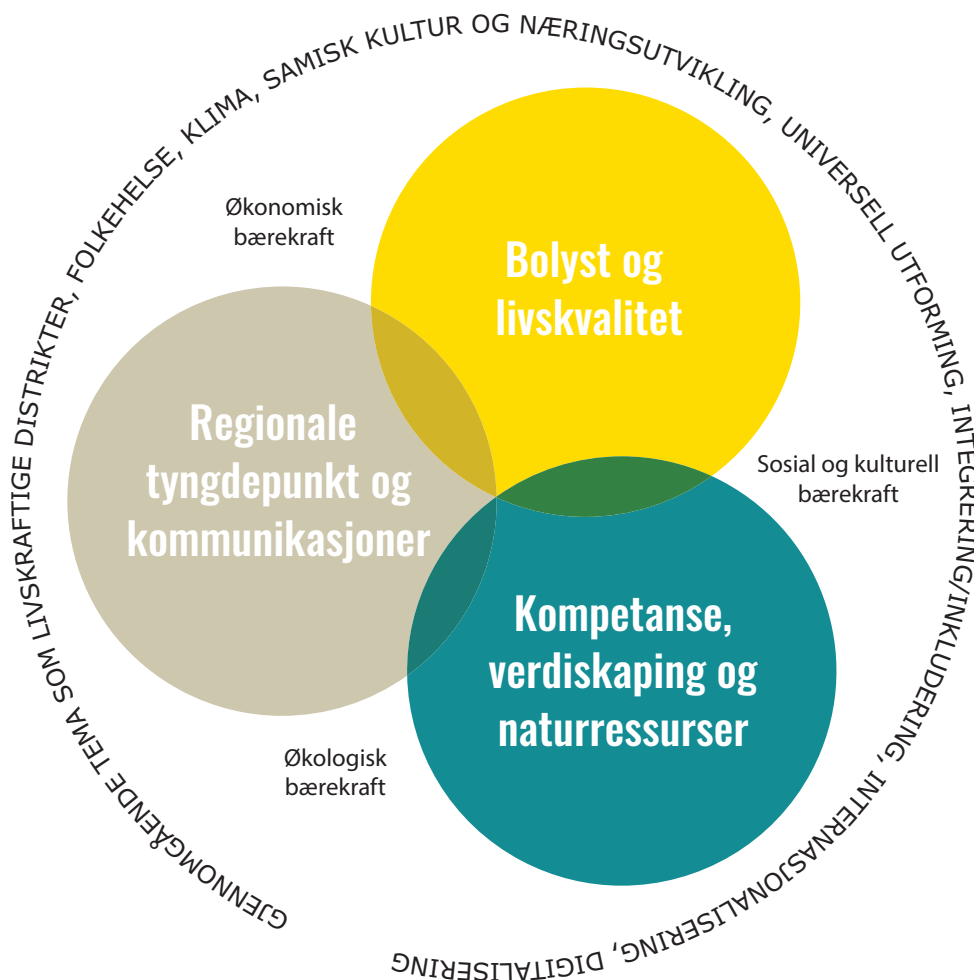 GJENNOMGÅENDE TEMA SOM LIVSKRAFTIGE DISTRIKTER, FOLKEHELSE, KLIMA, SAMISK KULTUR OG NÆRINGSUTVIKLING, UNIVERSELL UTFORMING, INTEGRERING/INKLUDERING, INTERNASJONALISERING, DIGITALISERING
Økonomisk
bærekraft
Bolyst og
livskvalitet
Regionale
tyngdepunkt og
kommunikasjoner
Sosial og kulturell
bærekraft
Kompetanse,
verdiskaping og
naturressurser
Økologisk
bærekraft